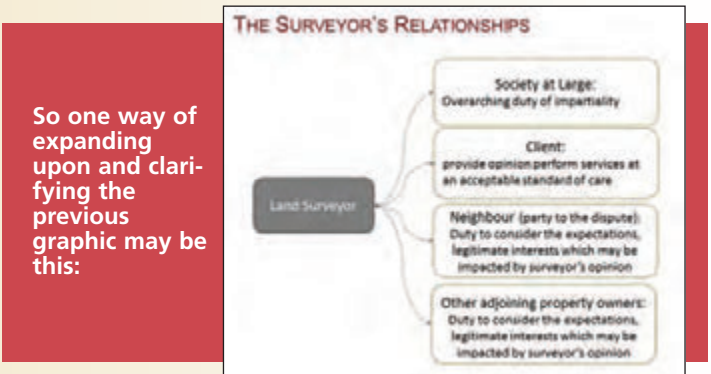 So one way of
expanding
upon and clari-
fying the
previous
graphic may be
this:
THE SURVEYOR'S RELATIONSHIPS
Land Surveyor
Society at Large:
Overarching duty of impartiality
Client:
provide opinion perform services at
an acceptable standard of care
Neighbour (party to the dispute):
Duty to consider the expectations,
legitimate interests which may be
impacted by surveyor's opinion
Other adjoining property owners:
Duty to consider the expectations,
legitimate interests which may be
impacted by surveyor's opinion